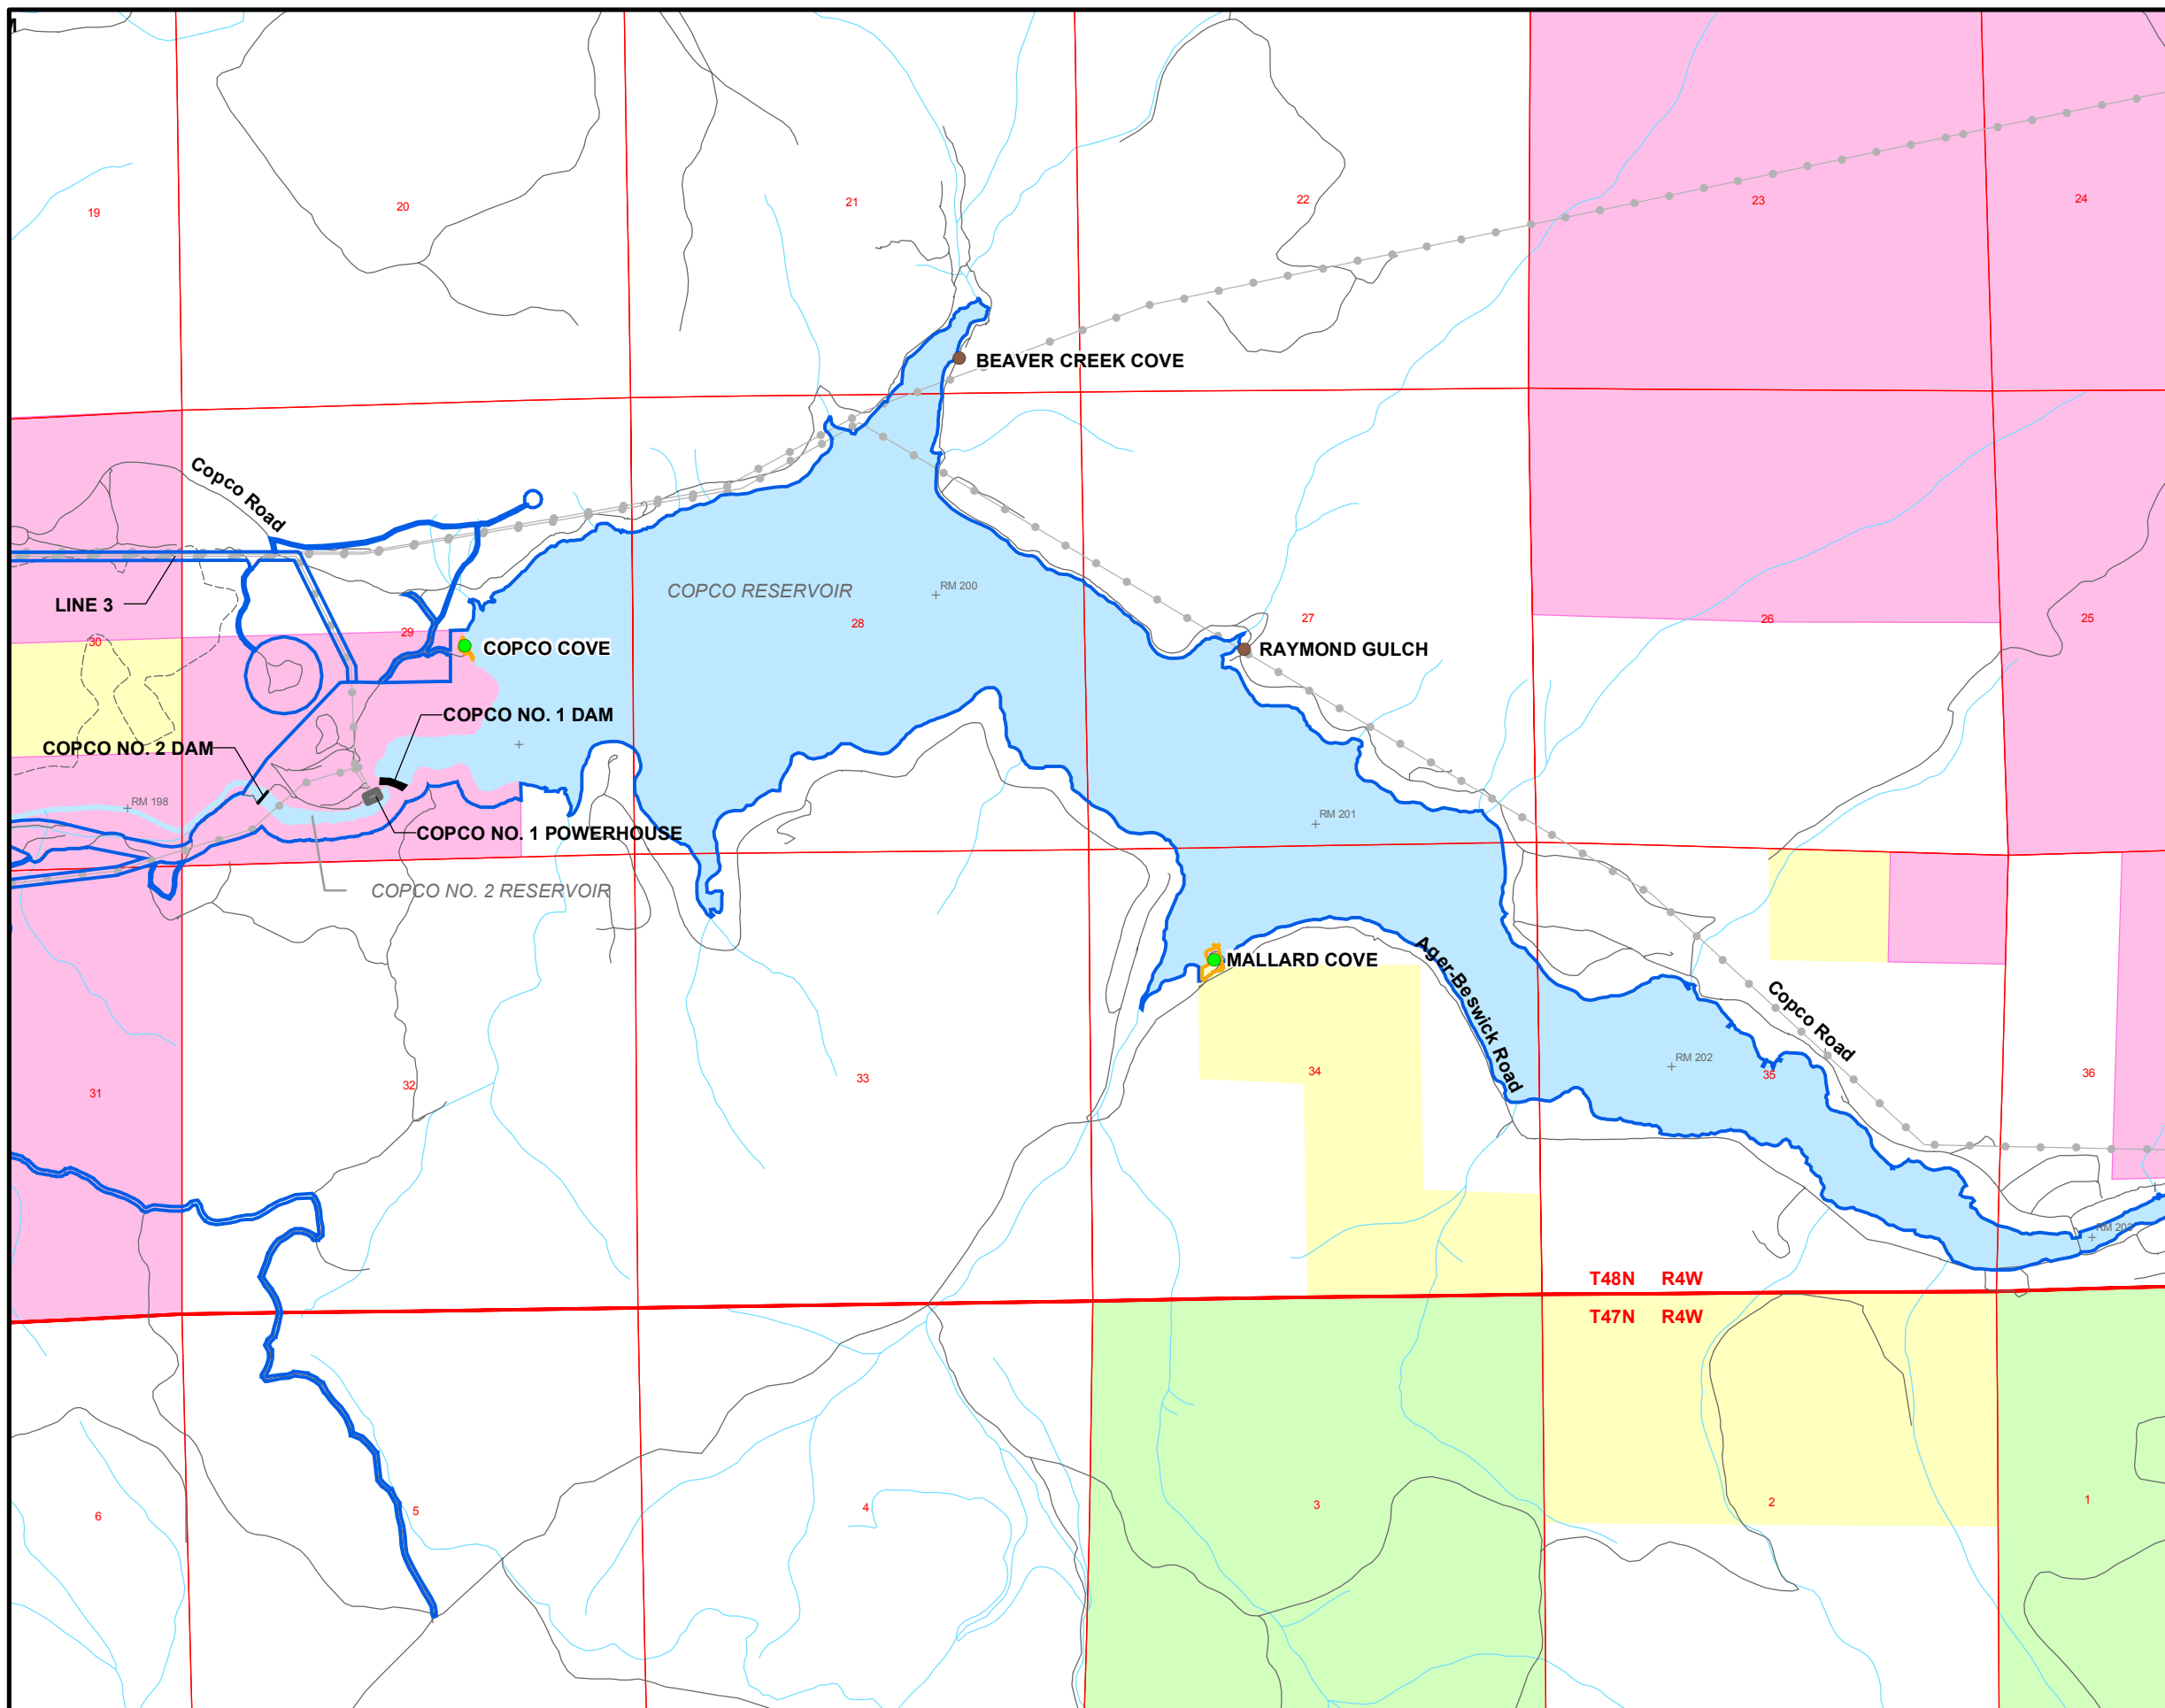 19
20
21
22
23
24
BEAVER CREEK COVE
Copco Road
COPCO RESERVOIR
RM 200
LINE 3
30
29
28
27
26
25
COPCO COVE
RAYMOND GULCH
COPCO NO. 1 DAM
COPCO NO. 2 DAM
RM 198
RM 201
COPCO NO. 1 POWERHOUSE
COPCO NO. 2 RESERVOIR
MALLARD COVE
Ager-Beswick Road
Copco Road
RM 202
31
32
33
34
35
36
RM 203
T48N R4W
T47N R4W
6
5
4
3
2
1